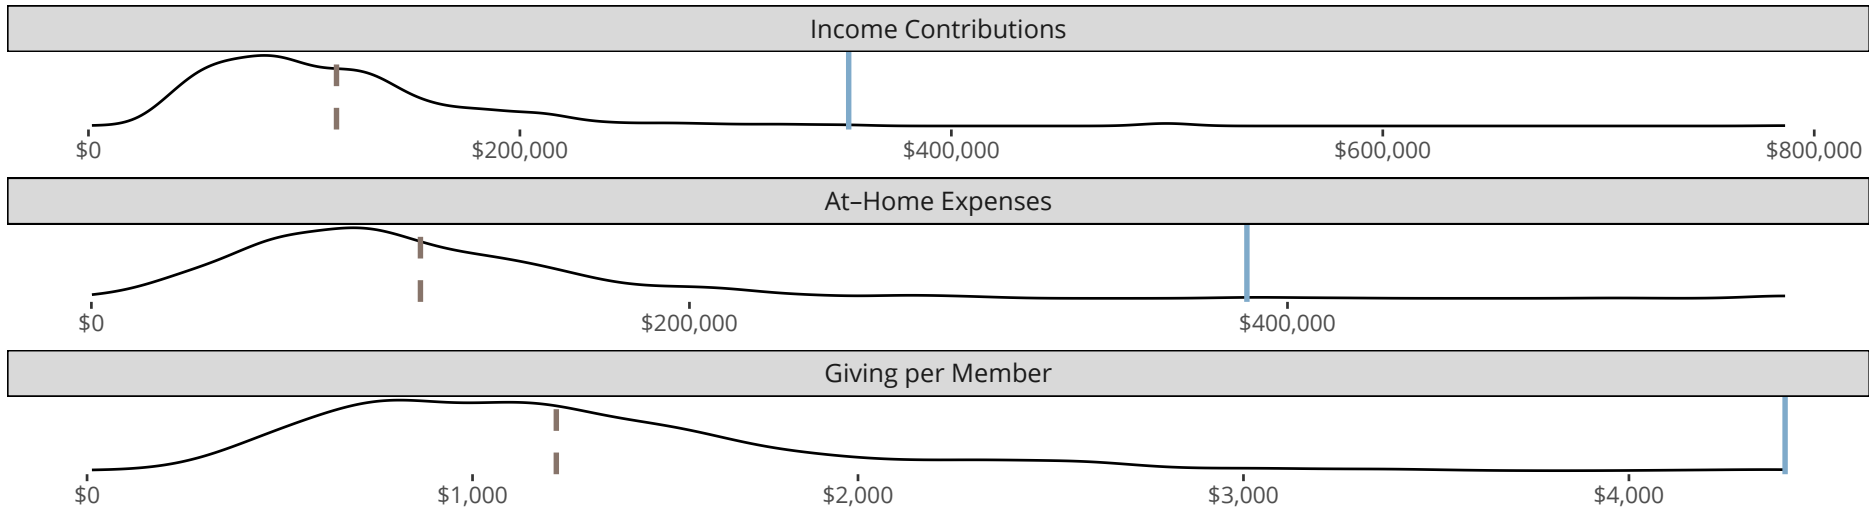 Income Contributions
$0 $200,000 $400,000 $600,000 $800,000
At–Home Expenses
$0 $200,000 $400,000
Giving per Member
$0 $1,000 $2,000 $3,000 $4,000